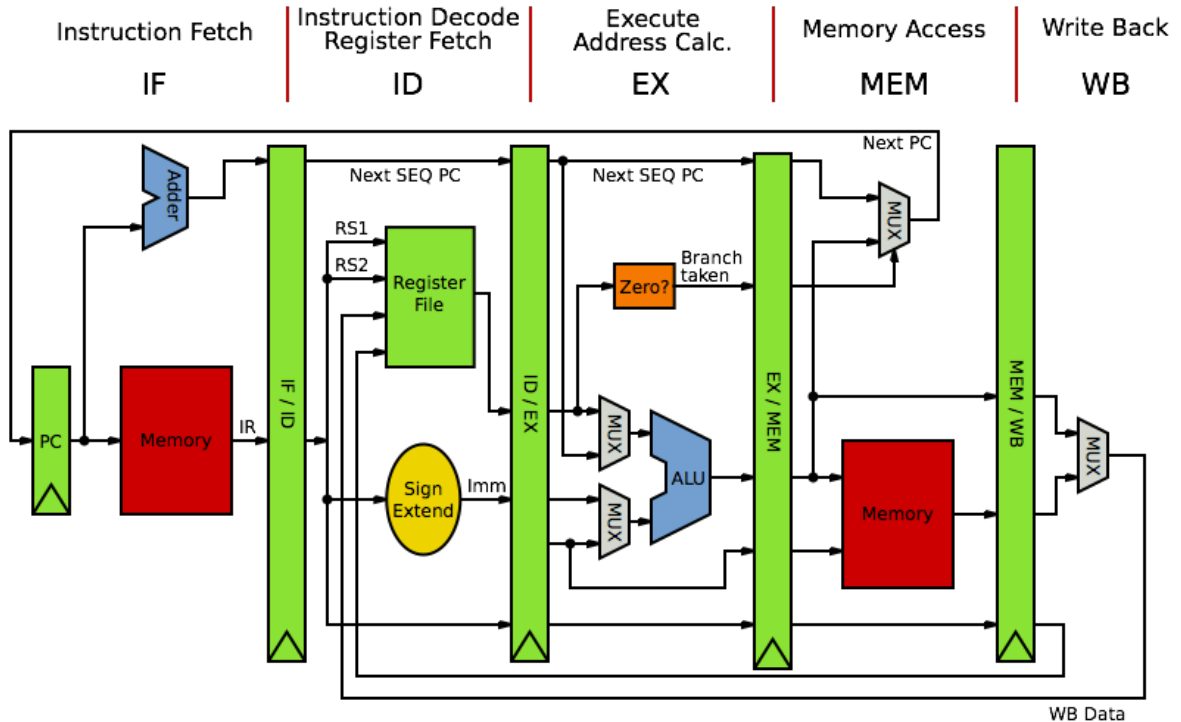 Instruction Fetch
IF
Instruction Decode
Register Fetch
ID
Execute
Address Calc.
EX
Memory Access
MEM
Write Back
WB
Adder
Next SEQ PC
Next SEQ PC
Next PC
MUX
RS1
RS2
Register
File
Branch
taken
Zero?
PC
Memory
IR
IF / ID
ID / EX
EX / MEM
MEM / WB
MUX
MUX
ALU
Sign
Extend
Imm
Memory
MUX
WB Data